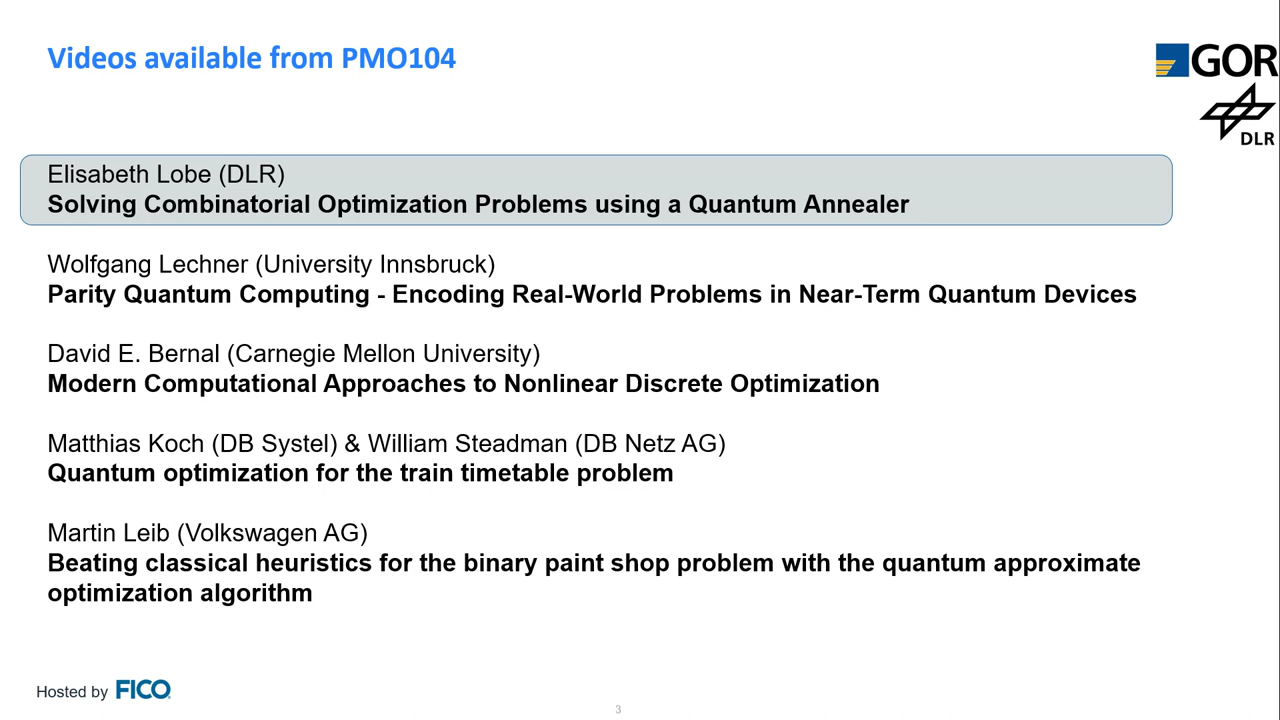 Videos available from PMO104
GOR
DLR
Elisabeth Lobe (DLR)
Solving Combinatorial Optimization Problems using a Quantum Annealer
Wolfgang Lechner (University Innsbruck)
Parity Quantum Computing - Encoding Real-World Problems in Near-Term Quantum Devices
David E. Bernal (Carnegie Mellon University)
Modern Computational Approaches to Nonlinear Discrete Optimization
Matthias Koch (DB Systel) & William Steadman (DB Netz AG)
Quantum optimization for the train timetable problem
Martin Leib (Volkswagen AG)
Beating classical heuristics for the binary paint shop problem with the quantum approximate
optimization algorithm
Hosted by FICO
3